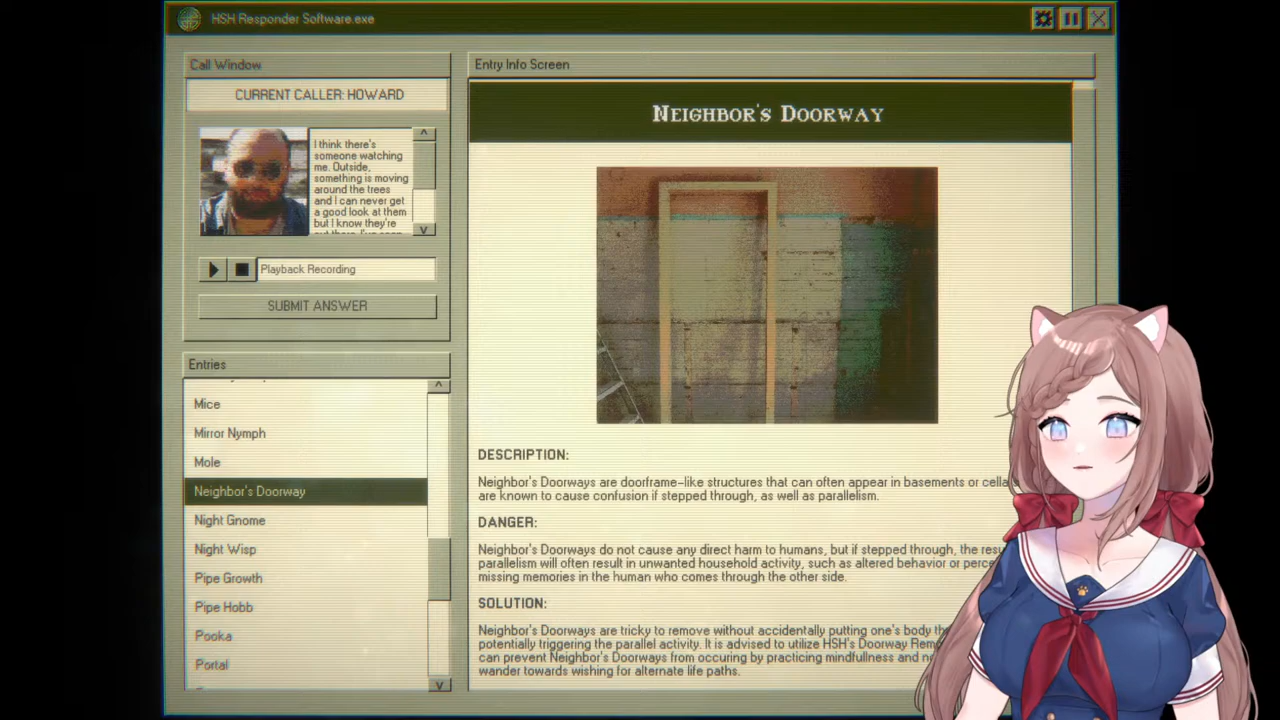 HSH Responder Software.exe
Call Window
CURRENT CALLER: HOWARD
I think there's
someone watching
me. Outside,
something is moving
around the trees
and I can never get
a good look at them
but I know they're
Playback Recording
SUBMIT ANSWER
Entries
Mice
Mirror Nymph
Mole
Neighbor's Doorway
Night Gnome
Night Wisp
Pipe Growth
Pipe Hobb
Pooka
Portal
Entry Info Screen
Neighbor's Doorway
DESCRIPTION:
Neighbor's Doorways are doorframe-like structures that can often appear in basements or cella
are known to cause confusion if stepped through, as well as parallelism.
DANGER:
Neighbor's Doorways do not cause any direct harm to humans, but if stepped through, the resu
parallelism will often result in unwanted household activity, such as altered behavior or perce
missing memories in the human who comes through the other side.
SOLUTION:
Neighbor's Doorways are tricky to remove without accidentally putting one's body th
potentially triggering the parallel activity. It is advised to utilize HSH's Doorway Rem
can prevent Neighbor's Doorways from occuring by practicing mindfullness and no
wander towards wishing for alternate life paths.